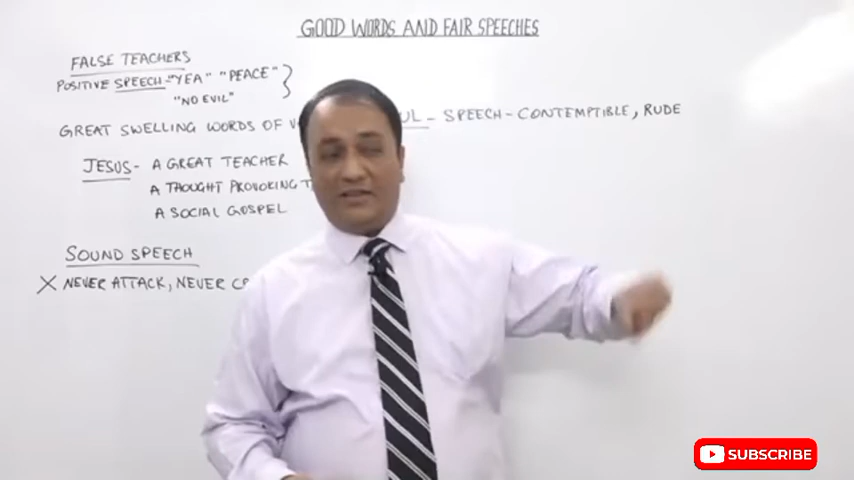 GOOD WORDS AND FAIR SPEECHES
FALSE TEACHERS
POSITIVE SPEECH-"YEA" "PEACE"
"NO EVIL"
GREAT SWELLING WORDS OF
- SPEECH - CONTEMPTIBLE, RUDE
JESUS- A GREAT TEACHER
A THOUGHT PROVOKING
A SOCIAL GOSPEL
SOUND SPEECH
X NEVER ATTACK, NEVER
SUBSCRIBE